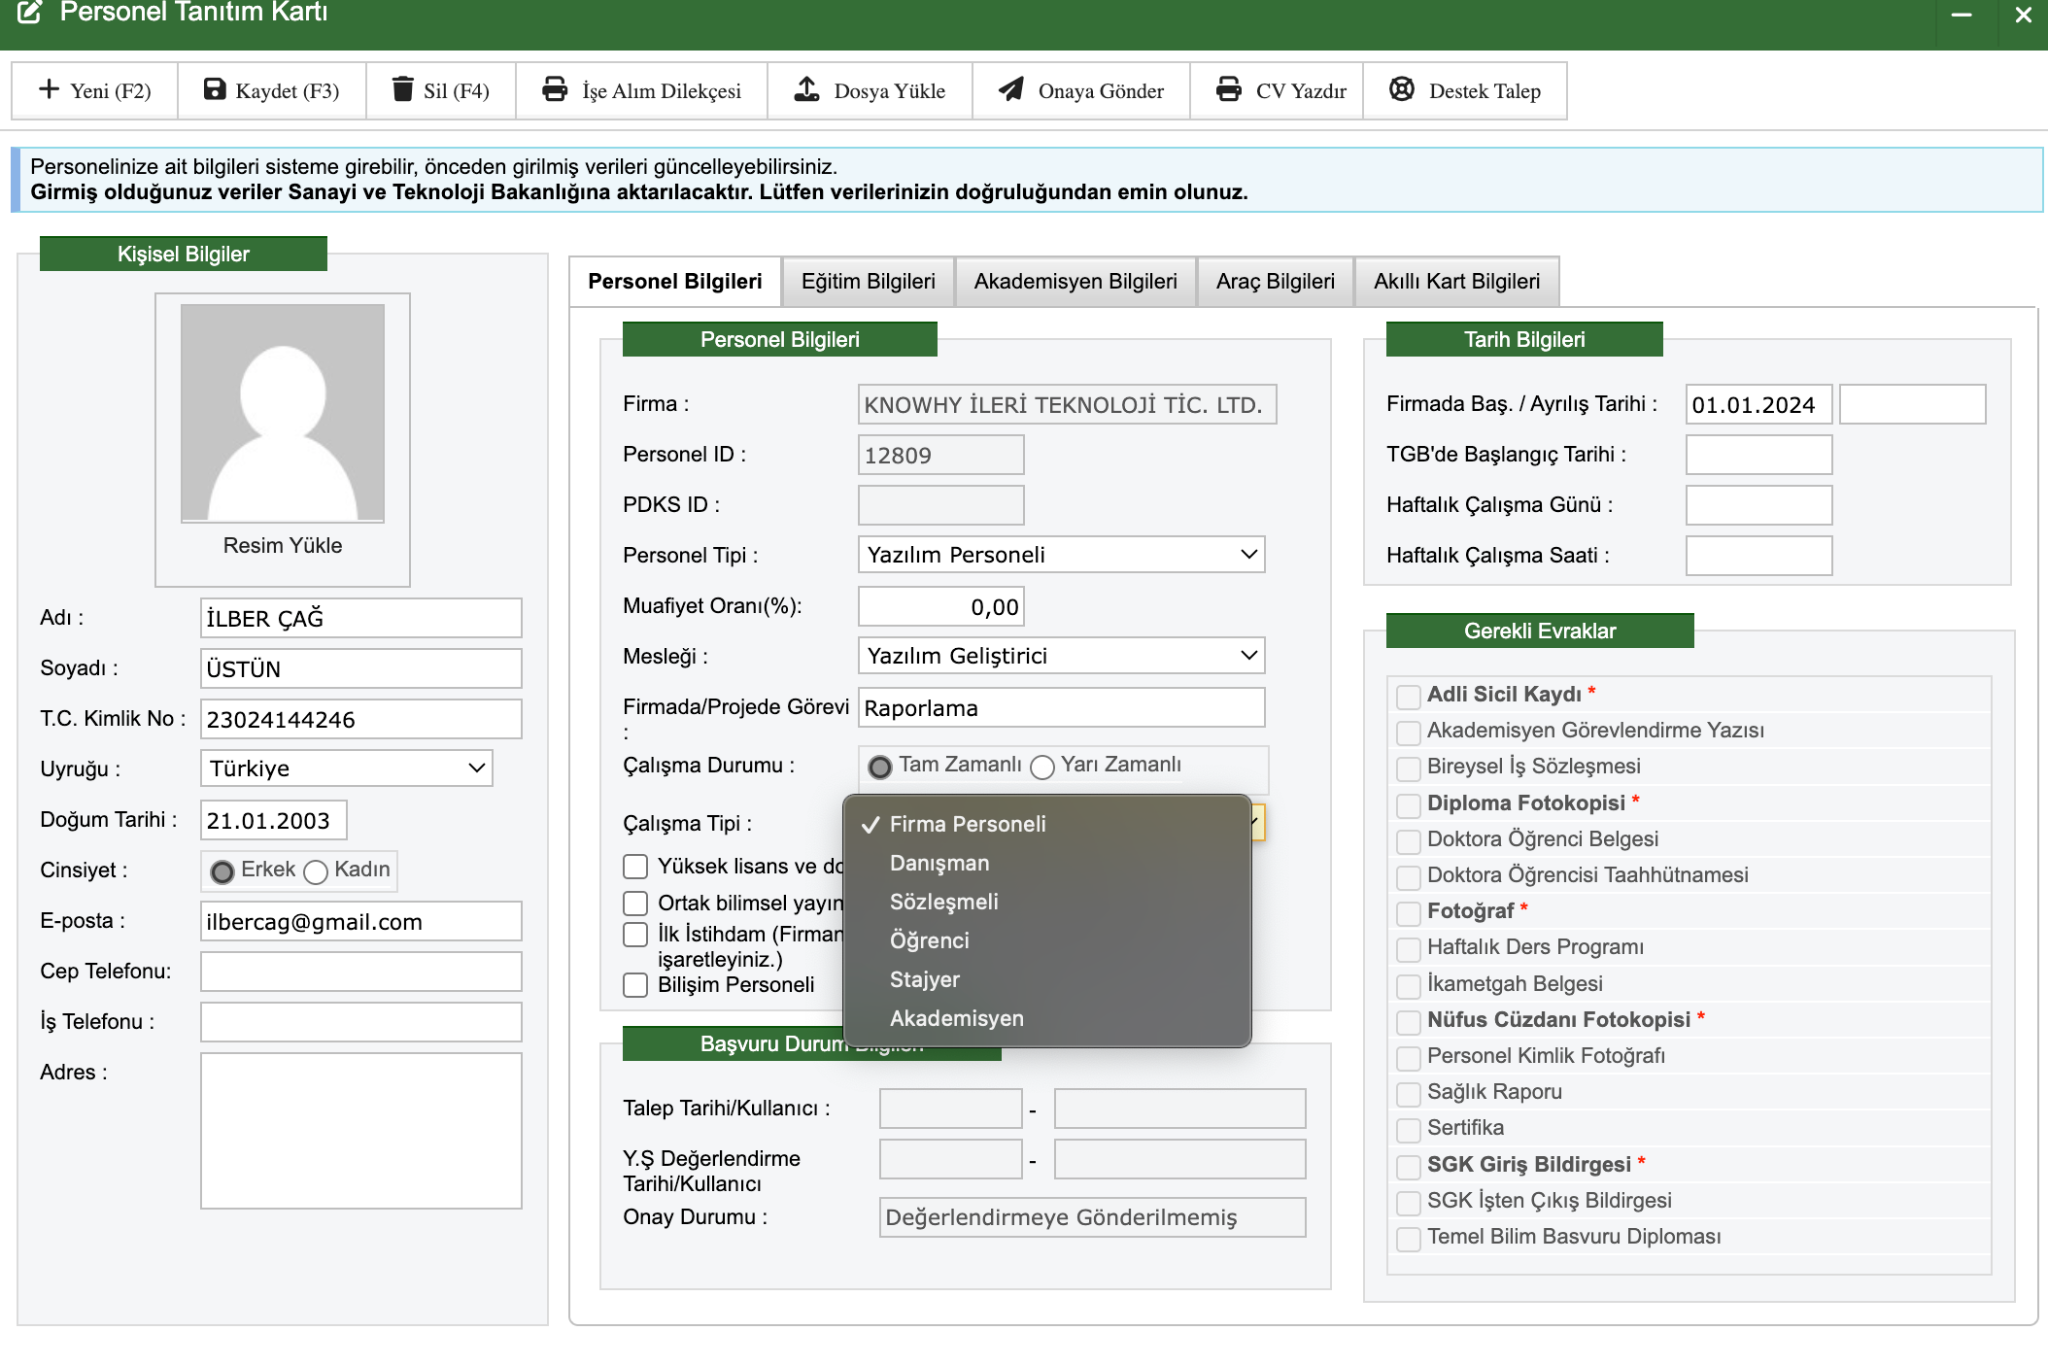 Personel Tanıtım Kartı
Yeni (F2)
Kaydet (F3)
Sil (F4)
İşe Alım Dilekçesi
Dosya Yükle
Onaya Gönder
CV Yazdır
Destek Talep
Personelinize ait bilgileri sisteme girebilir, önceden girilmiş verileri güncelleyebilirsiniz.
Girmiş olduğunuz veriler Sanayi ve Teknoloji Bakanlığına aktarılacaktır. Lütfen verilerinizin doğruluğundan emin olunuz.
Kişisel Bilgiler
Resim Yükle
Adı : İLBER ÇAĞ
Soyadı : ÜSTÜN
T.C. Kimlik No : 23024144246
Uyruğu : Türkiye
Doğum Tarihi : 21.01.2003
Cinsiyet : Erkek Kadın
E-posta : ilbercag@gmail.com
Cep Telefonu:
İş Telefonu :
Adres :
Personel Bilgileri
Eğitim Bilgileri
Akademisyen Bilgileri
Araç Bilgileri
Akıllı Kart Bilgileri
Personel Bilgileri
Firma : KNOWHY İLERİ TEKNOLOJİ TİC. LTD.
Personel ID : 12809
PDKS ID :
Personel Tipi : Yazılım Personeli
Muafiyet Oranı(%): 0,00
Mesleği : Yazılım Geliştirici
Firmada/Projede Görevi : Raporlama
Çalışma Durumu : Tam Zamanlı Yarı Zamanlı
Çalışma Tipi :
Firma Personeli
Danışman
Sözleşmeli
Öğrenci
Stajyer
Akademisyen
Yüksek lisans ve
Ortak bilimsel
İlk İstihdam
işaretleyiniz.)
Bilişim Personeli
Başvuru Durum Bilgileri
Talep Tarihi/Kullanıcı : -
Y.Ş Değerlendirme
Tarihi/Kullanıcı -
Onay Durumu : Değerlendirmeye Gönderilmemiş
Tarih Bilgileri
Firmada Baş. / Ayrılış Tarihi : 01.01.2024
TGB'de Başlangıç Tarihi :
Haftalık Çalışma Günü :
Haftalık Çalışma Saati :
Gerekli Evraklar
Adli Sicil Kaydı *
Akademisyen Görevlendirme Yazısı
Bireysel İş Sözleşmesi
Diploma Fotokopisi *
Doktora Öğrenci Belgesi
Doktora Öğrencisi Taahhütnamesi
Fotoğraf *
Haftalık Ders Programı
İkametgah Belgesi
Nüfus Cüzdanı Fotokopisi *
Personel Kimlik Fotoğrafı
Sağlık Raporu
Sertifika
SGK Giriş Bildirgesi *
SGK İşten Çıkış Bildirgesi
Temel Bilim Basvuru Diploması